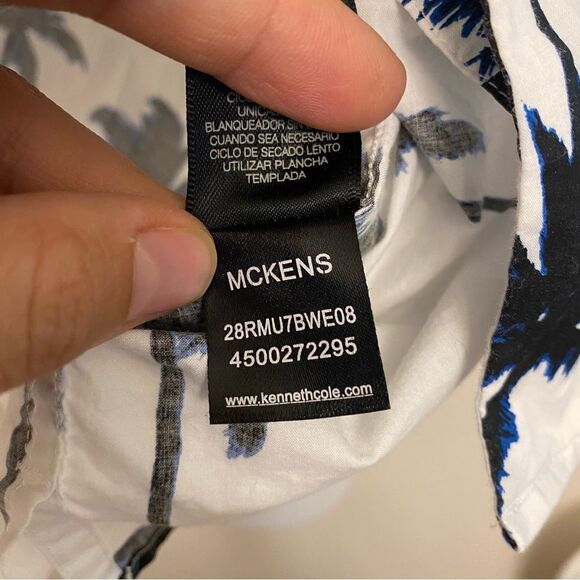 BLANQUEADOR SIN
CUANDO SEA NECESARIO
CICLO DE SECADO LENTO
UTILIZAR PLANCHA
TEMPLADA
MCKENS
28RMU7BWE08
4500272295
www.kennethcole.com